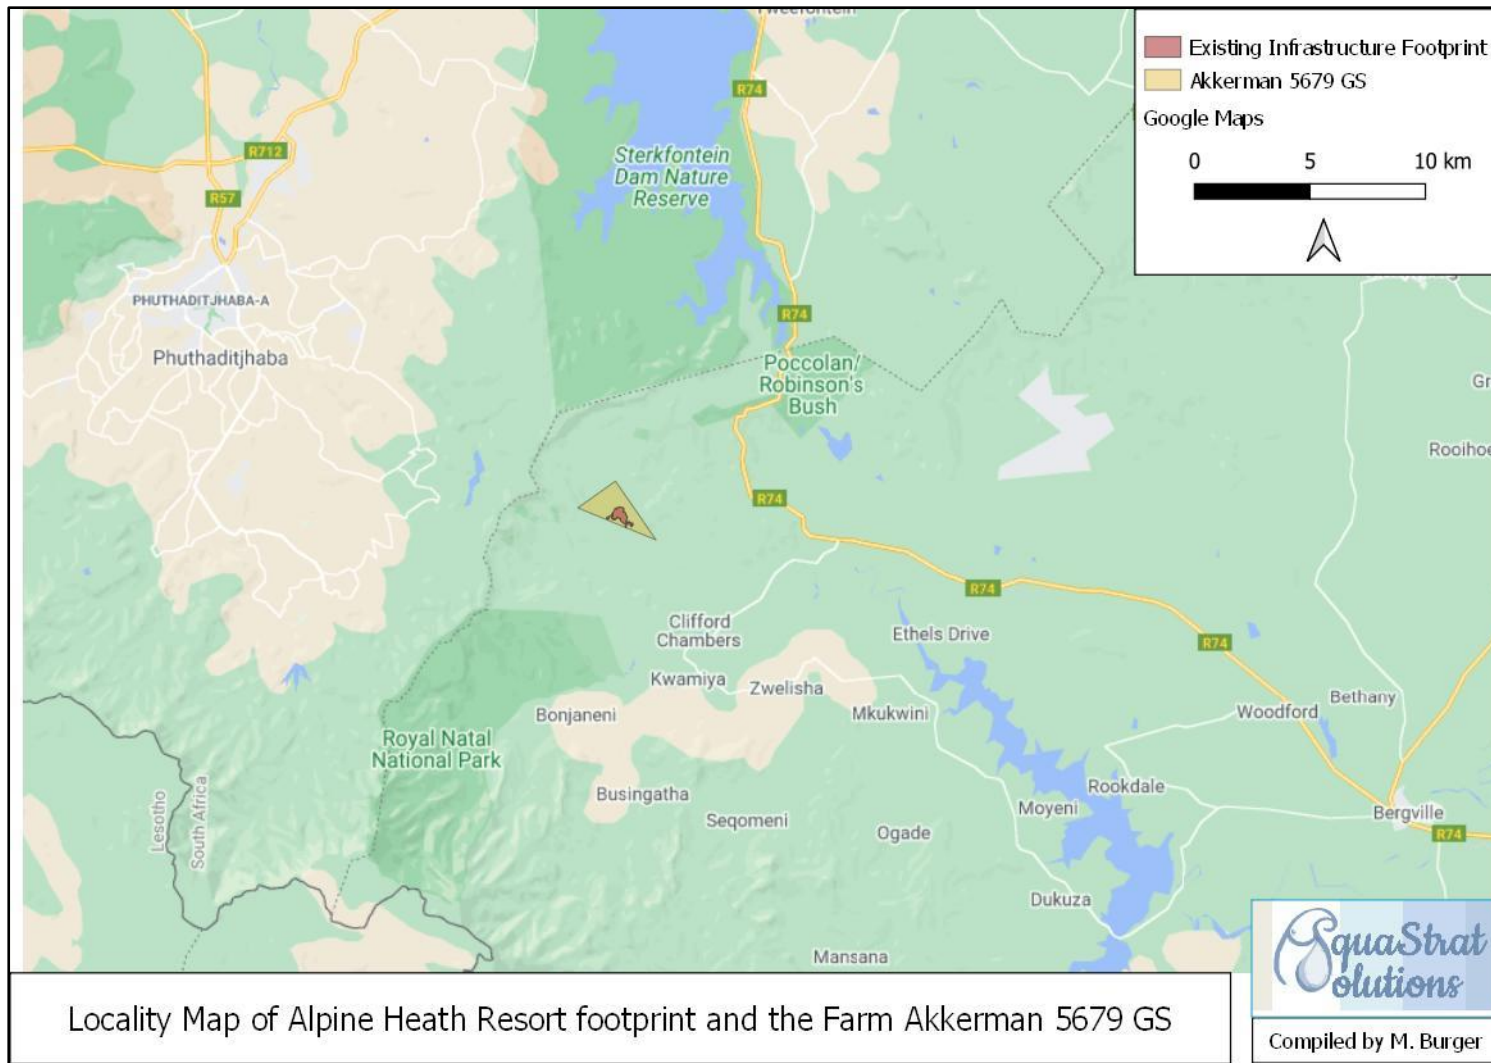 Existing Infrastructure Footprint
Akkerman 5679 GS
Google Maps
0 5 10 km
R74
R712
Sterkfontein
Dam Nature
Reserve
R57
PHUTHADITJHABA-A
R74
Phuthaditjhaba
Poccolan/
Robinson's
Bush
Gr
Rooihoe
R74
R74
Clifford
Chambers
Ethels Drive
R74
Kwamiya
Zwelisha
Bethany
Bonjaneni
Mkukwini
Woodford
Royal Natal
National Park
Busingatha
Rookdale
Moyeni
Lesotho
South Africa
Seqomeni
Ogade
Bergville
R74
Dukuza
Mansana
AquaStrat
Solutions
Locality Map of Alpine Heath Resort footprint and the Farm Akkerman 5679 GS
Compiled by M. Burger